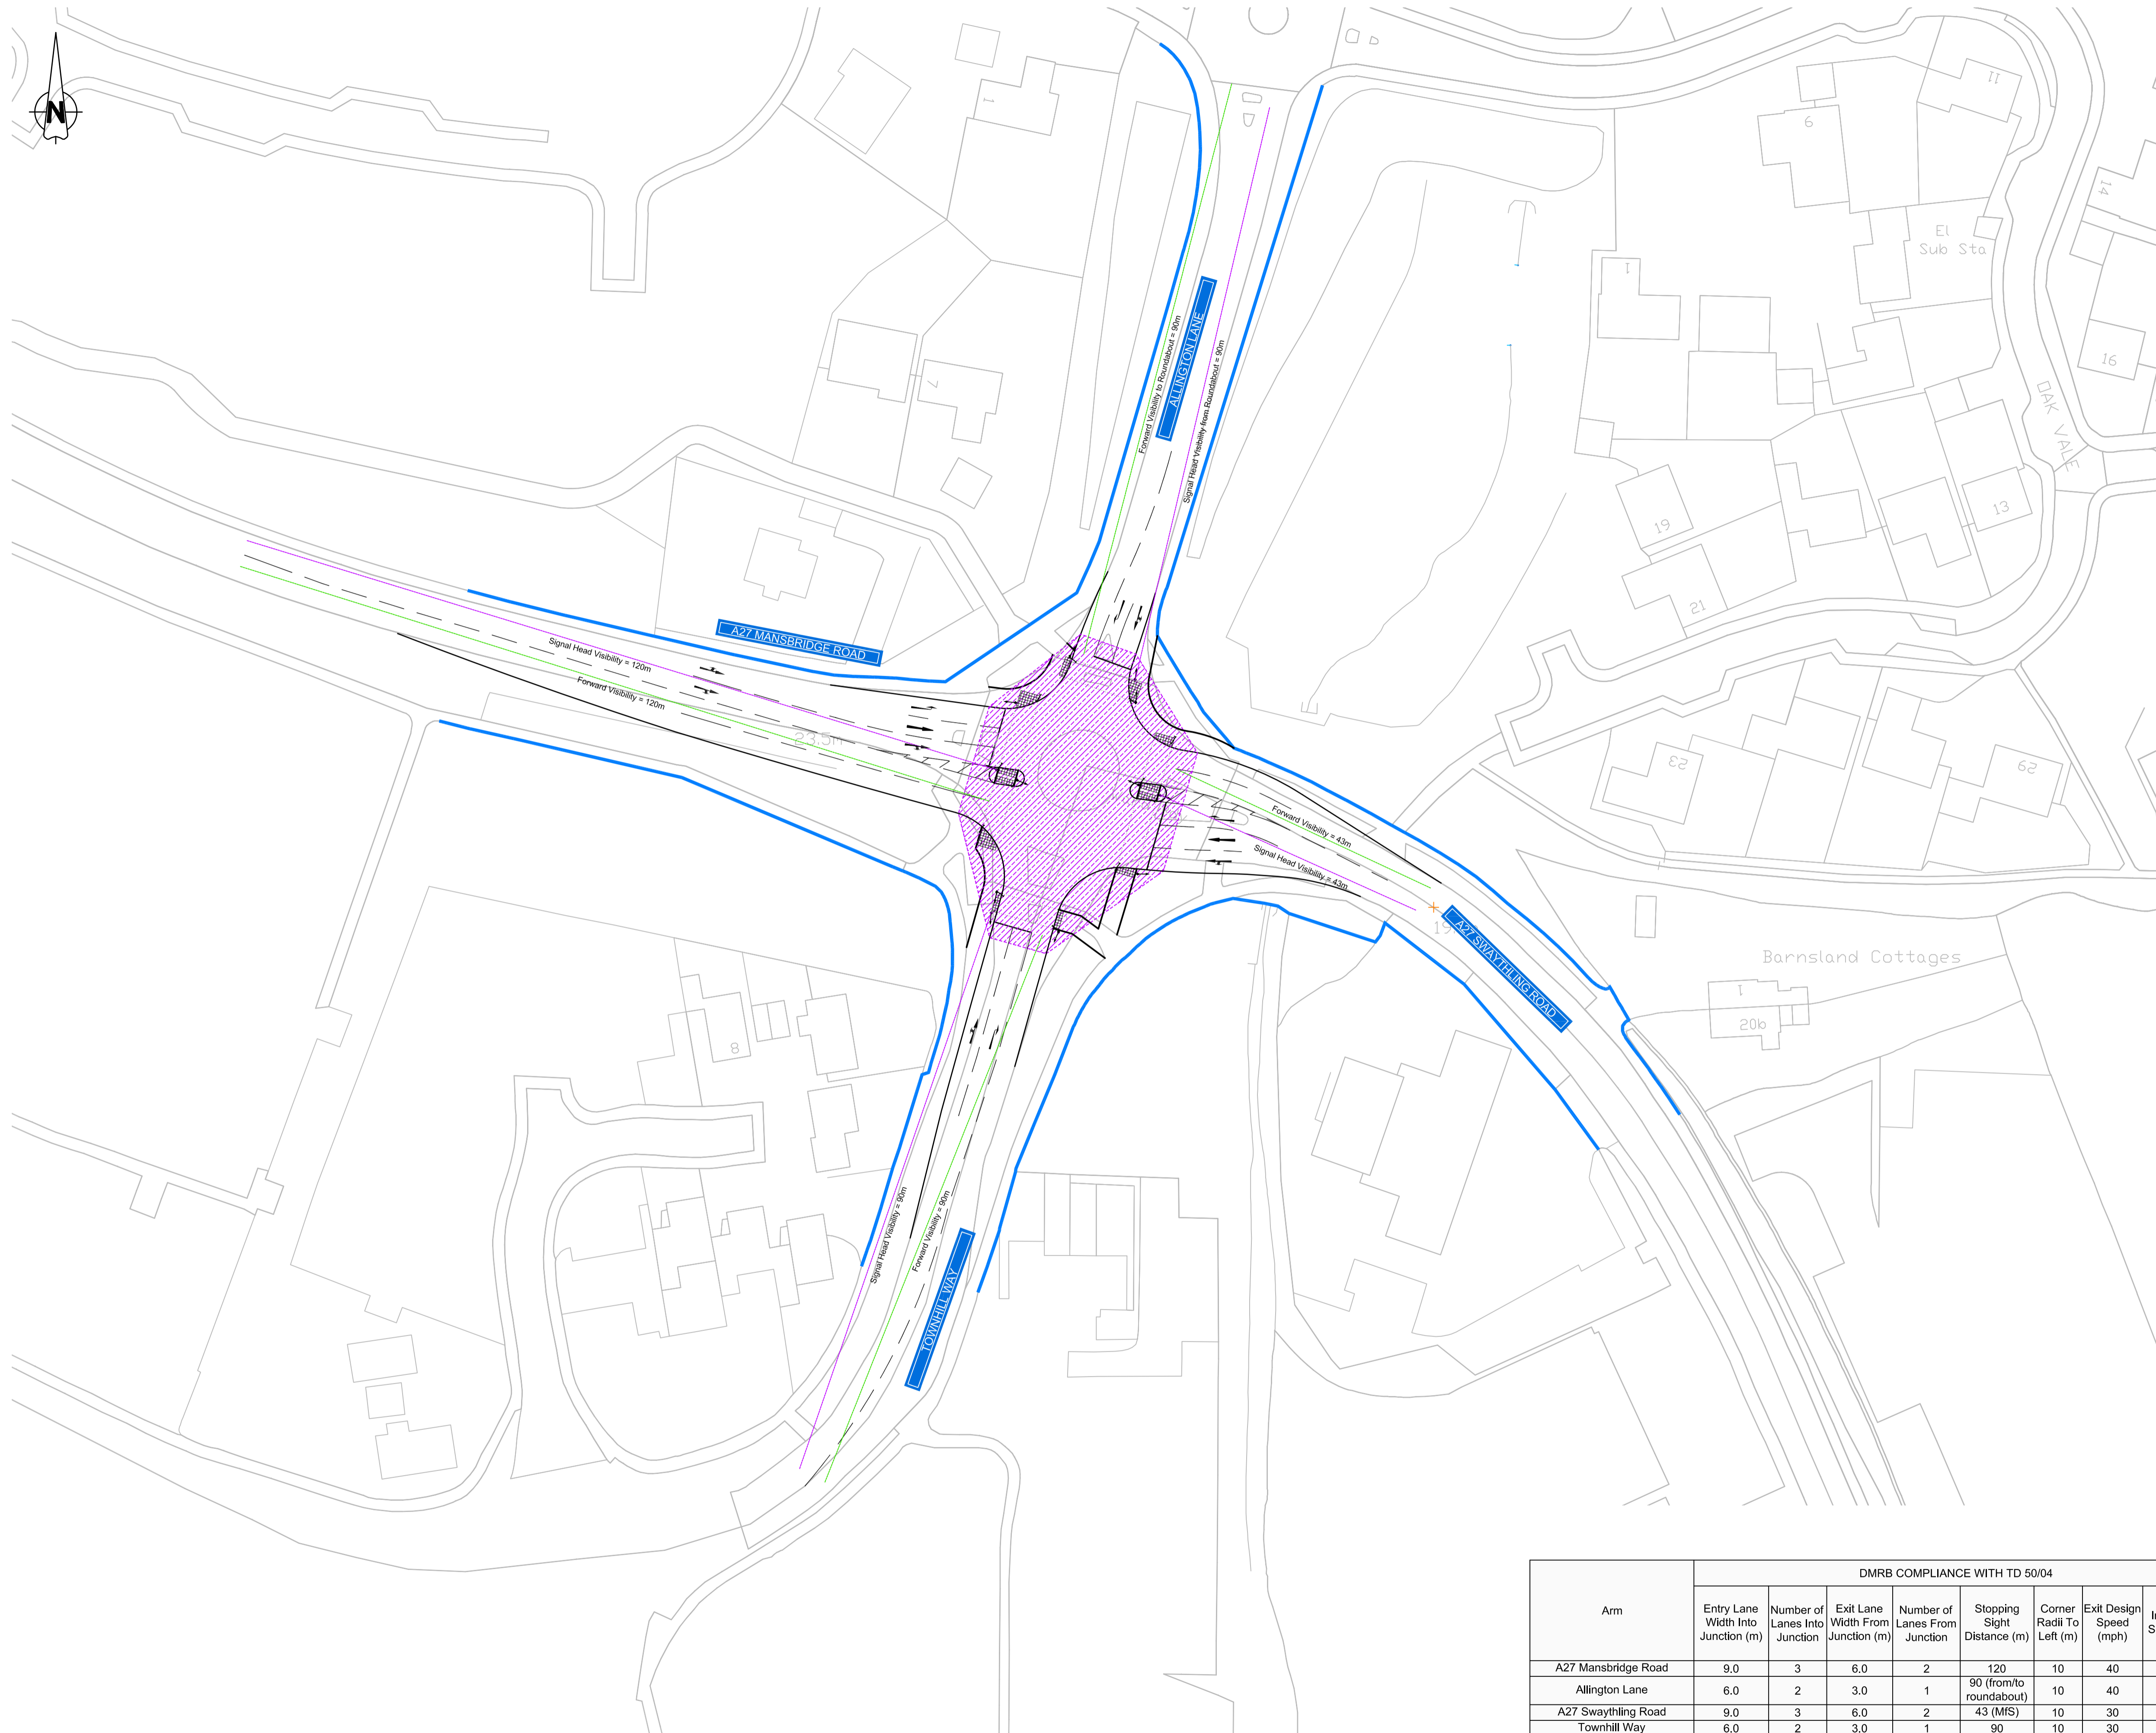 N
1
6
11
14
16
El
Sub Sta
1
OAK VALE
7
19
13
21
ALLINGTON LANE
Forward Visibility to Roundabout = 90m
Signal Head Visibility from Roundabout = 90m
A27 MANSBRIDGE ROAD
Signal Head Visibility = 120m
Forward Visibility = 120m
23.5m
23
29
Forward Visibility = 43m
Signal Head Visibility = 43m
A27 SWAYTHLING ROAD
Barnsland Cottages
1
20b
8
Signal Head Visibility = 90m
Forward Visibility = 90m
TOWNHILL WAY
DMRB COMPLIANCE WITH TD 50/04
Arm
Entry Lane Width Into Junction (m)
Number of Lanes Into Junction
Exit Lane Width From Junction (m)
Number of Lanes From Junction
Stopping Sight Distance (m)
Corner Radii To Left (m)
Exit Design Speed (mph)
A27 Mansbridge Road 9.0 3 6.0 2 120 10 40
Allington Lane 6.0 2 3.0 1 90 (from/to roundabout) 10 40
A27 Swaythling Road 9.0 3 6.0 2 43 (MfS) 10 30
Townhill Way 6.0 2 3.0 1 90 10 30